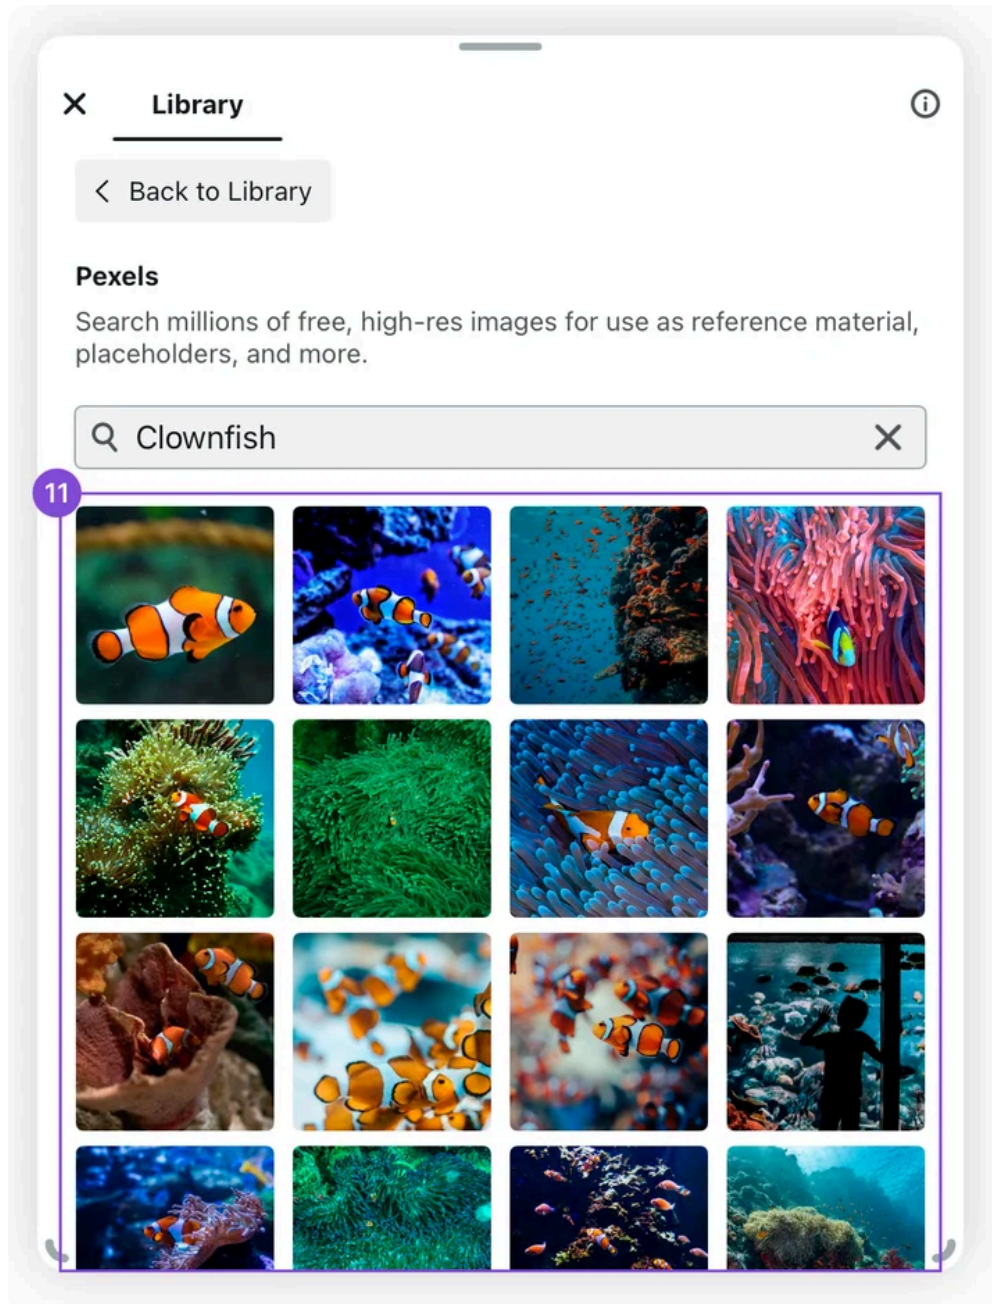 Library
Back to Library
Pexels
Search millions of free, high-res images for use as reference material,
placeholders, and more.
Clownfish
11